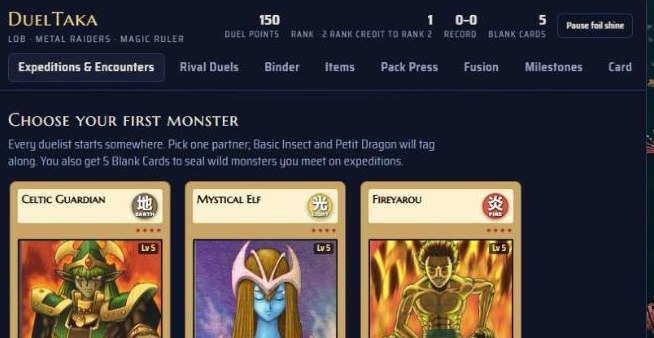 DuelTaka
LOB · METAL RAIDERS · MAGIC RULER
150
DUEL POINTS
1
RANK · 2 RANK CREDIT TO RANK 2
0–0
RECORD
5
BLANK CARDS
Pause foil shine
Expeditions & Encounters
Rival Duels
Binder
Items
Pack Press
Fusion
Milestones
Card
Choose your first monster
Every duelist starts somewhere. Pick one partner; Basic Insect and Petit Dragon will tag
along. You also get 5 Blank Cards to seal wild monsters you meet on expeditions.
Celtic Guardian
地
EARTH
Lv 5
Mystical Elf
光
LIGHT
Lv 5
Fireyarou
炎
FIRE
Lv 5